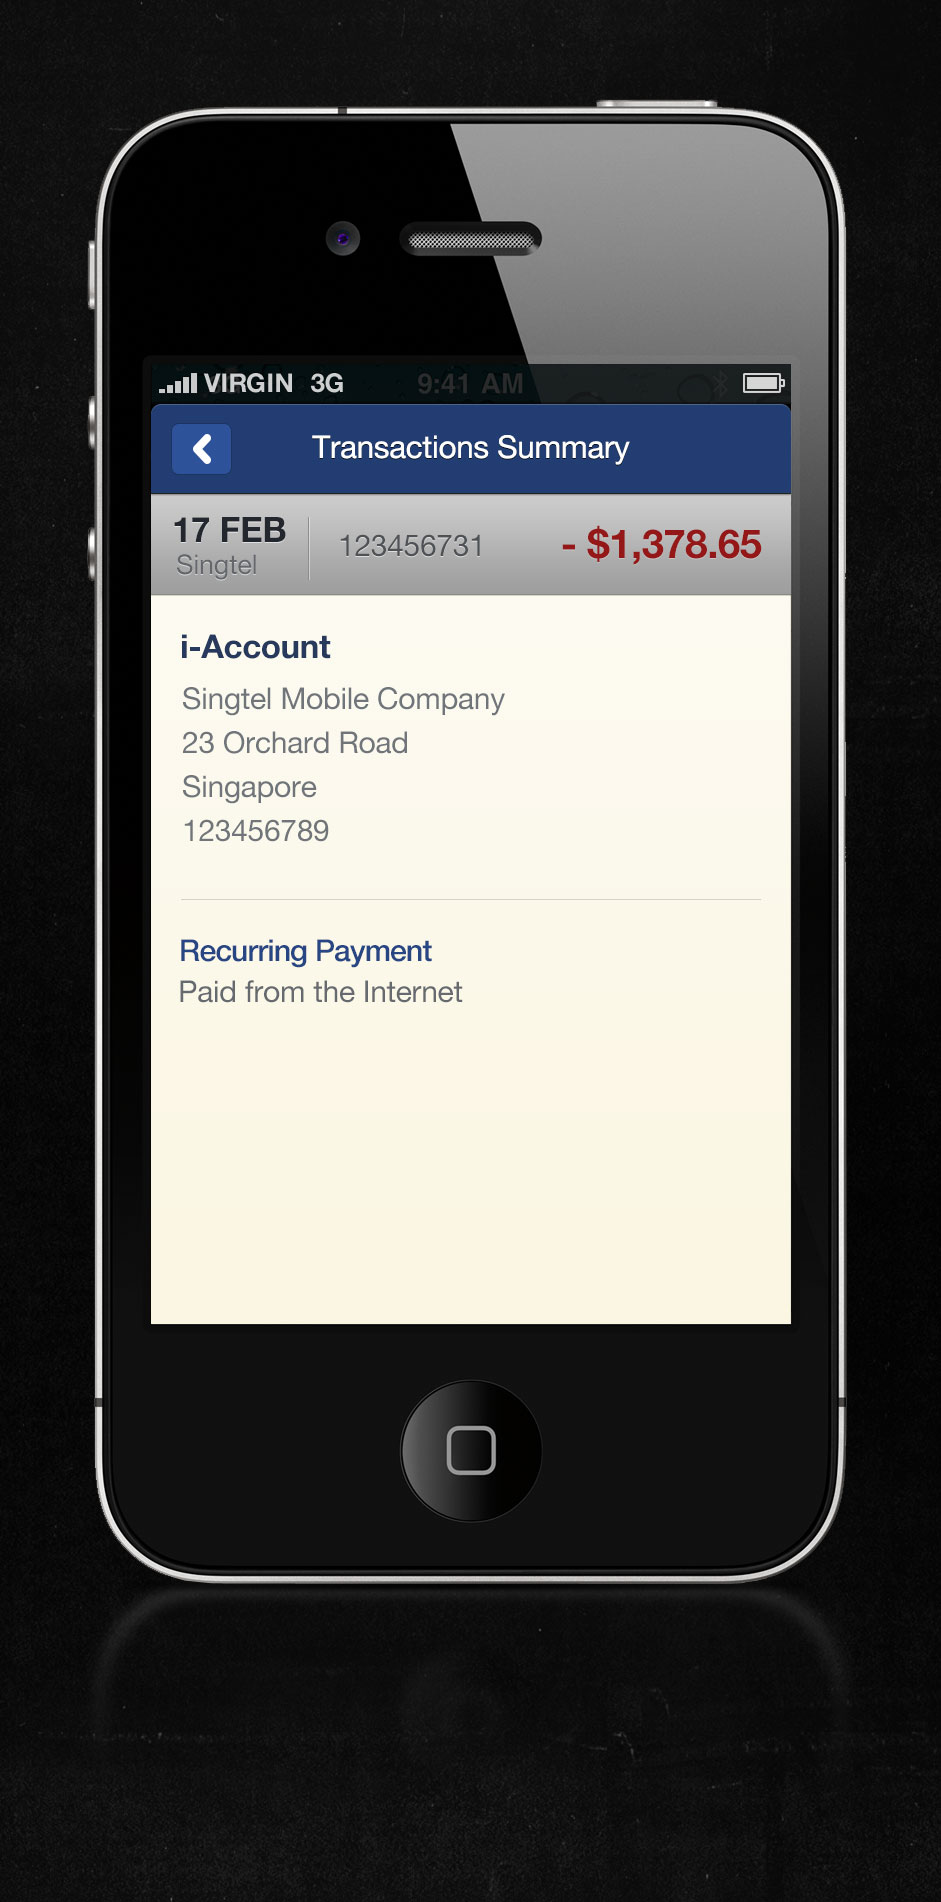 VIRGIN 3G 9:41 AM
Transactions Summary
17 FEB 123456731 - $1,378.65
Singtel
i-Account
Singtel Mobile Company
23 Orchard Road
Singapore
123456789
Recurring Payment
Paid from the Internet